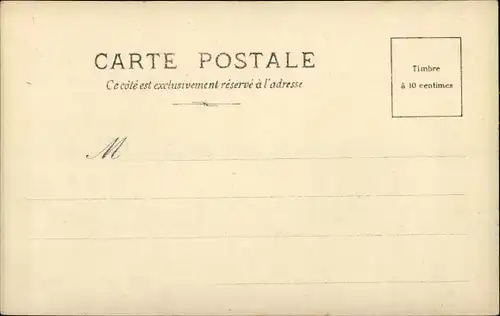 CARTE POSTALE
Ce côté est exclusivement réservé à l'adresse
Timbre
à 10 centimes
M